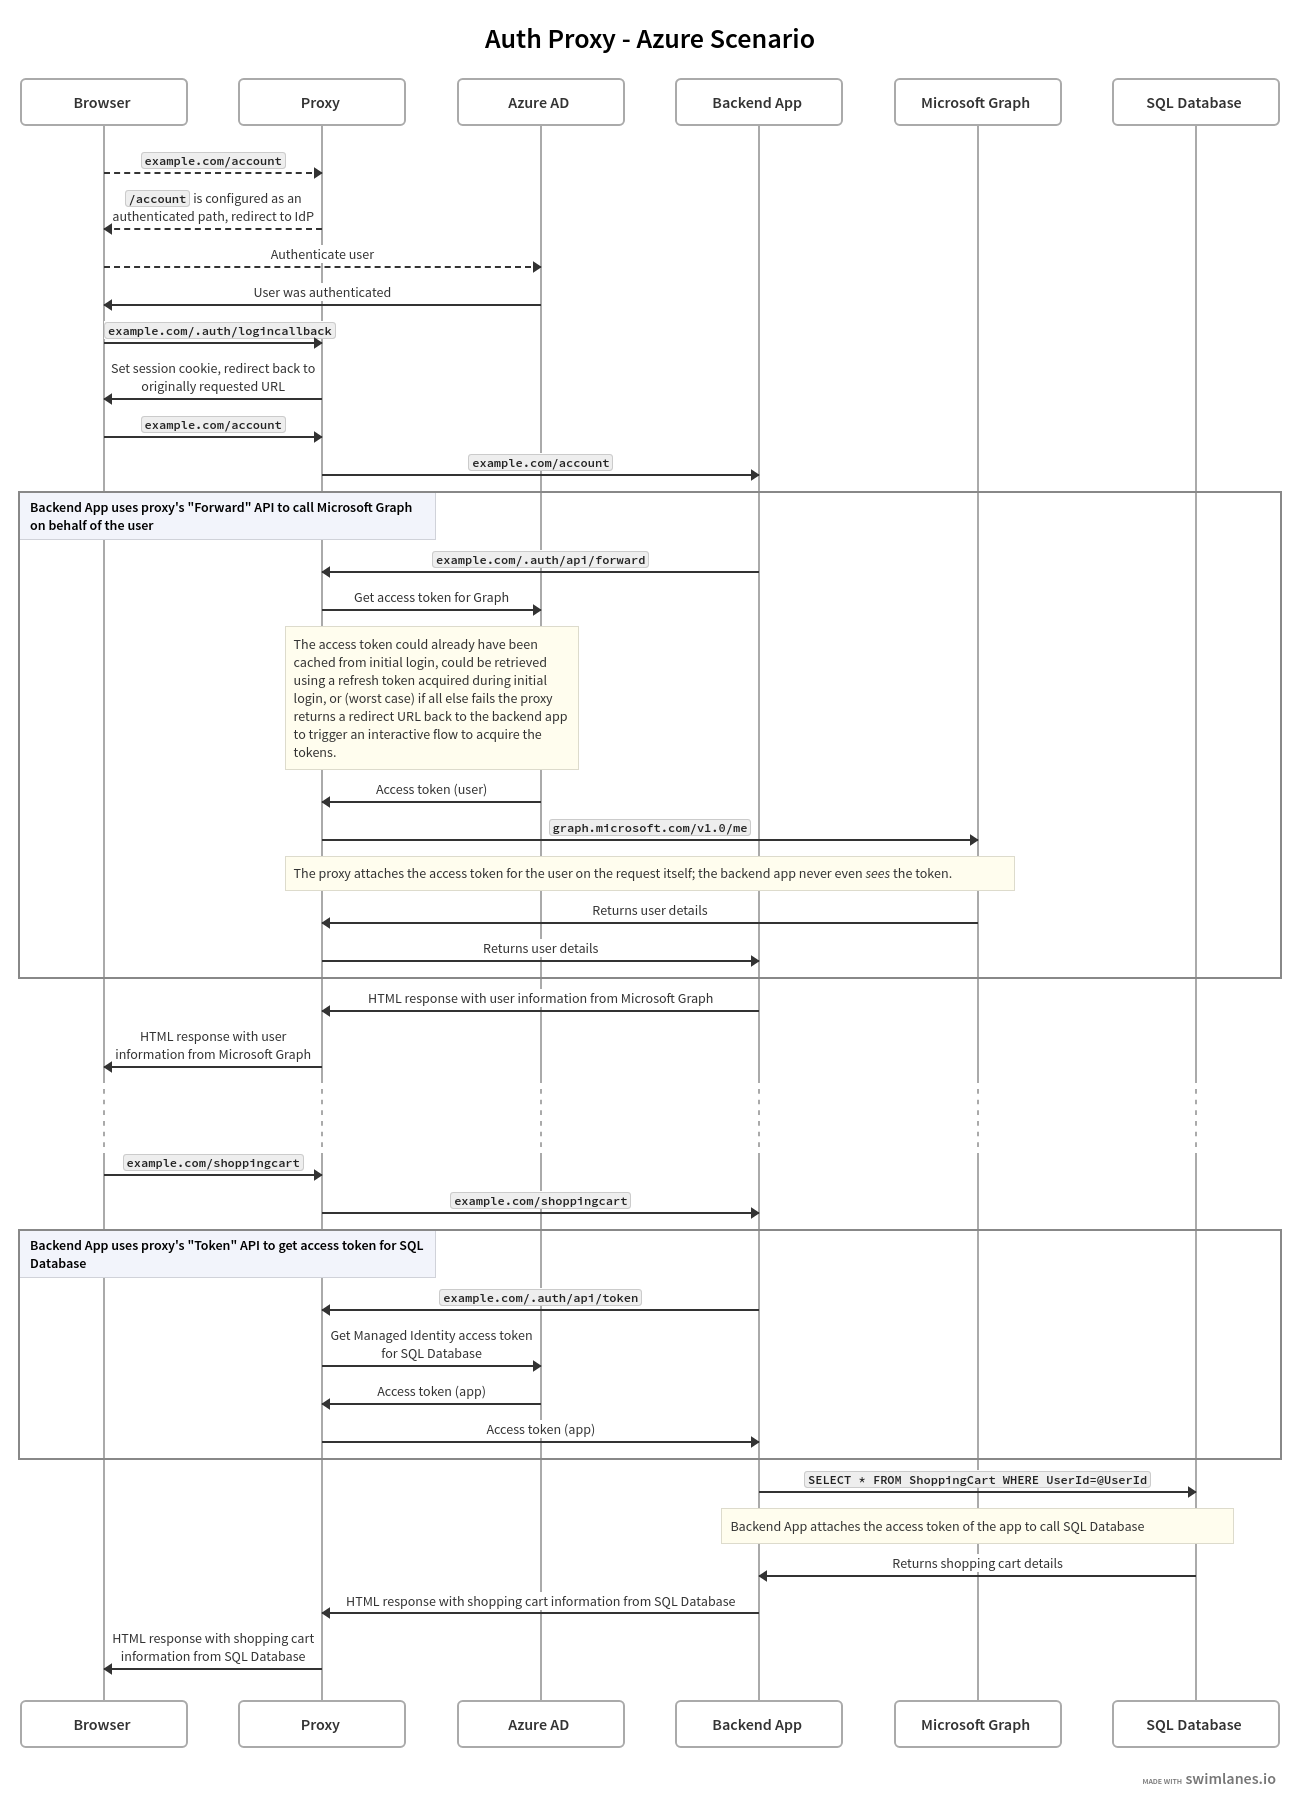 Auth Proxy - Azure Scenario
Browser
Proxy
Azure AD
Backend App
Microsoft Graph
SQL Database
example.com/account
/account is configured as an
authenticated path, redirect to IdP
Authenticate user
User was authenticated
example.com/.auth/logincallback
Set session cookie, redirect back to
originally requested URL
example.com/account
example.com/account
Backend App uses proxy's "Forward" API to call Microsoft Graph
on behalf of the user
example.com/.auth/api/forward
Get access token for Graph
The access token could already have been
cached from initial login, could be retrieved
using a refresh token acquired during initial
login, or (worst case) if all else fails the proxy
returns a redirect URL back to the backend app
to trigger an interactive flow to acquire the
tokens.
Access token (user)
graph.microsoft.com/v1.0/me
The proxy attaches the access token for the user on the request itself; the backend app never even sees the token.
Returns user details
Returns user details
HTML response with user information from Microsoft Graph
HTML response with user
information from Microsoft Graph
example.com/shoppingcart
example.com/shoppingcart
Backend App uses proxy's "Token" API to get access token for SQL
Database
example.com/.auth/api/token
Get Managed Identity access token
for SQL Database
Access token (app)
Access token (app)
SELECT * FROM ShoppingCart WHERE UserId=@UserId
Backend App attaches the access token of the app to call SQL Database
Returns shopping cart details
HTML response with shopping cart information from SQL Database
HTML response with shopping cart
information from SQL Database
Browser
Proxy
Azure AD
Backend App
Microsoft Graph
SQL Database
MADE WITH swimlanes.io